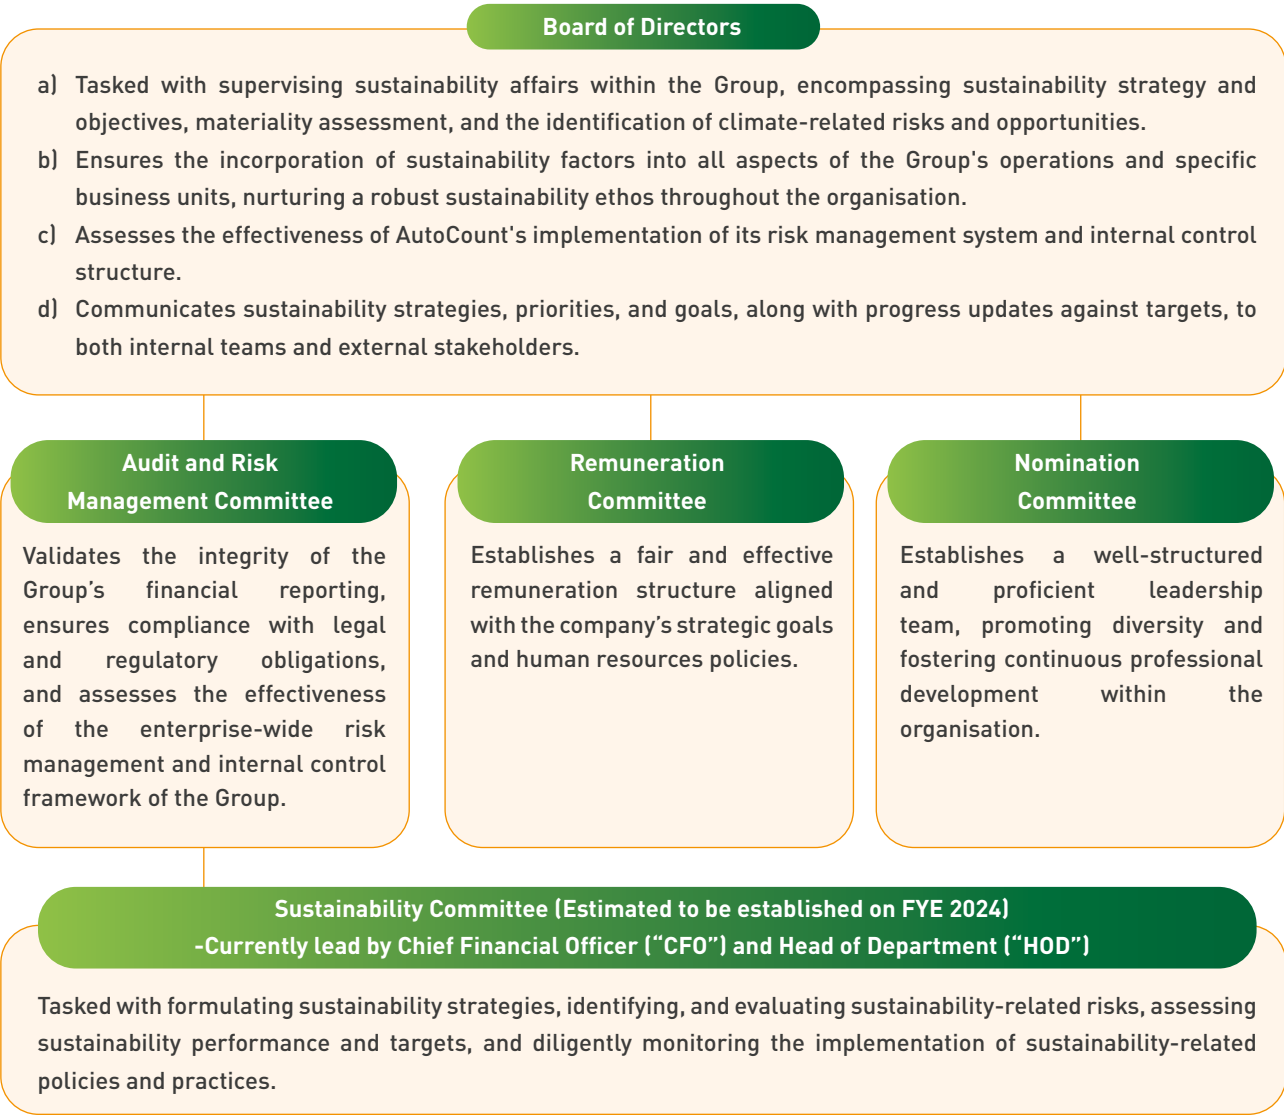 Board of Directors
a) Tasked with supervising sustainability affairs within the Group, encompassing sustainability strategy and
objectives, materiality assessment, and the identification of climate-related risks and opportunities.
b) Ensures the incorporation of sustainability factors into all aspects of the Group's operations and specific
business units, nurturing a robust sustainability ethos throughout the organisation.
c) Assesses the effectiveness of AutoCount's implementation of its risk management system and internal control
structure.
d) Communicates sustainability strategies, priorities, and goals, along with progress updates against targets, to
both internal teams and external stakeholders.
Audit and Risk
Management Committee
Validates the integrity of the
Group’s financial reporting,
ensures compliance with legal
and regulatory obligations,
and assesses the effectiveness
of the enterprise-wide risk
management and internal control
framework of the Group.
Remuneration
Committee
Establishes a fair and effective
remuneration structure aligned
with the company’s strategic goals
and human resources policies.
Nomination
Committee
Establishes a well-structured
and proficient leadership
team, promoting diversity and
fostering continuous professional
development within the
organisation.
Sustainability Committee (Estimated to be established on FYE 2024)
-Currently lead by Chief Financial Officer (“CFO”) and Head of Department (“HOD”)
Tasked with formulating sustainability strategies, identifying, and evaluating sustainability-related risks, assessing
sustainability performance and targets, and diligently monitoring the implementation of sustainability-related
policies and practices.